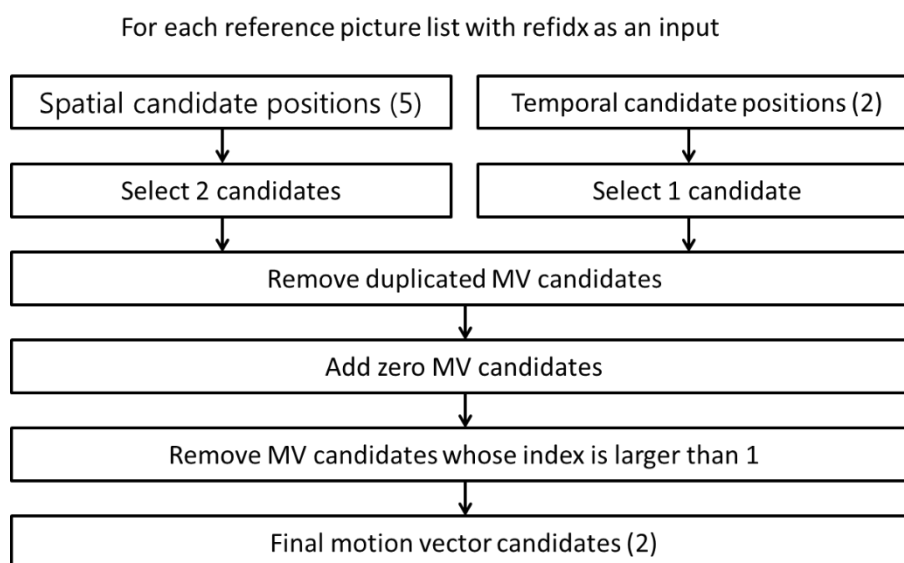 For each reference picture list with refidx as an input
Spatial candidate positions (5)
Temporal candidate positions (2)
Select 2 candidates
Select 1 candidate
Remove duplicated MV candidates
Add zero MV candidates
Remove MV candidates whose index is larger than 1
Final motion vector candidates (2)